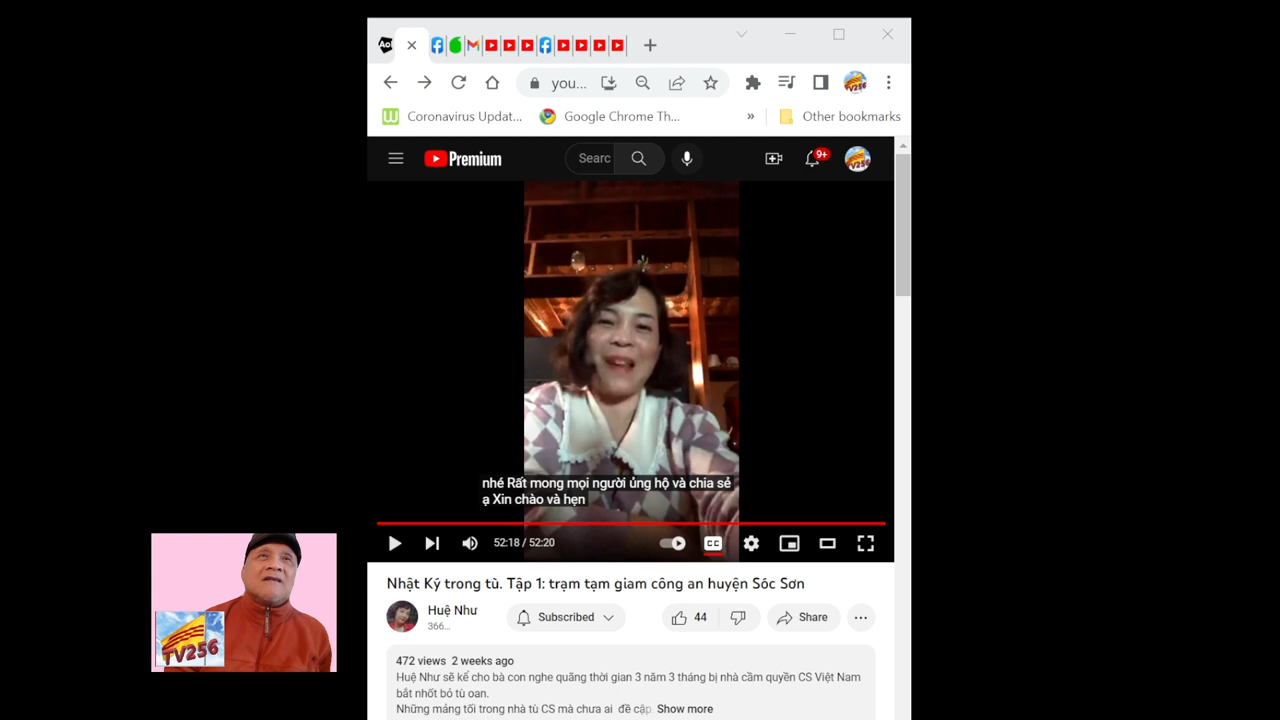 Aol
you...
Coronavirus Updat...
Google Chrome Th...
»
Other bookmarks
Premium
Searc
9+
nhé Rất mong mọi người ủng hộ và chia sẻ
ạ Xin chào và hẹn
52:18 / 52:20
CC
Nhật Ký trong tù. Tập 1: trạm tạm giam công an huyện Sóc Sơn
Huệ Như
366...
Subscribed
44
Share
472 views 2 weeks ago
Huệ Như sẽ kể cho bà con nghe quãng thời gian 3 năm 3 tháng bị nhà cầm quyền CS Việt Nam
bắt nhốt bỏ tù oan.
Những mảng tối trong nhà tù CS mà chưa ai đề cập. Show more
TV256